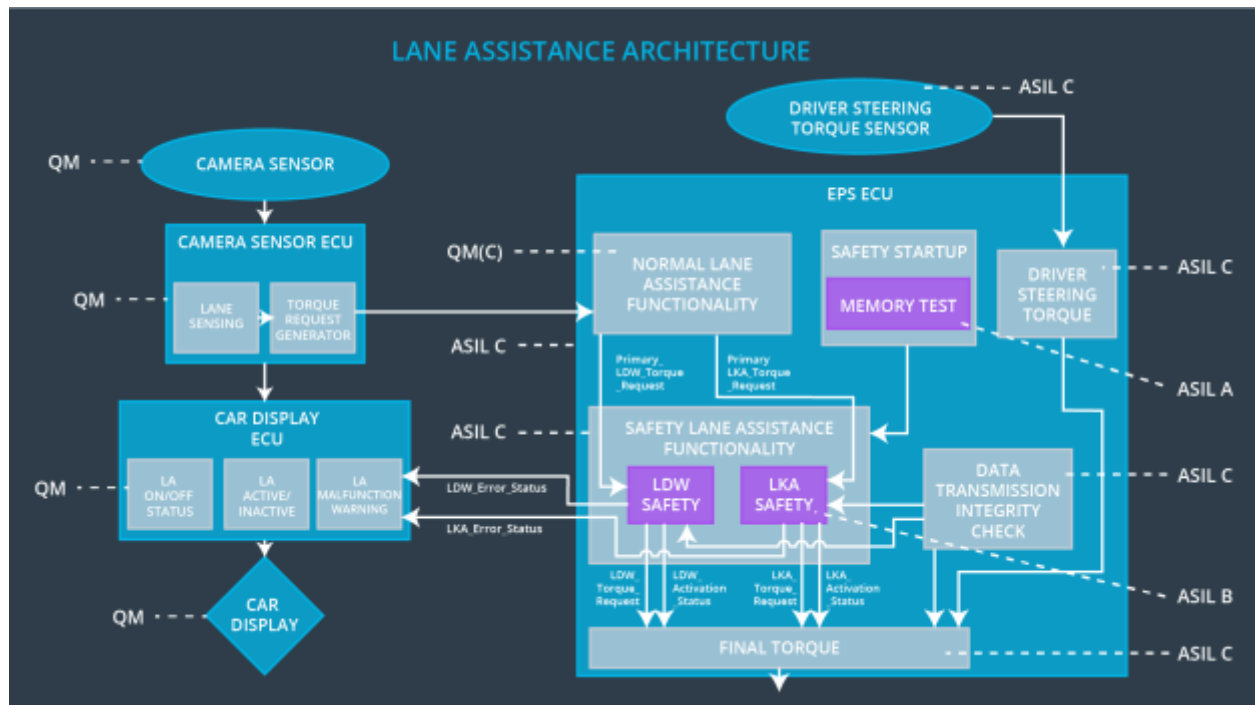 LANE ASSISTANCE ARCHITECTURE
ASIL C
DRIVER STEERING
TORQUE SENSOR
QM
CAMERA SENSOR
EPS ECU
CAMERA SENSOR ECU
QM(C)
NORMAL LANE
ASSISTANCE
FUNCTIONALITY
SAFETY STARTUP
MEMORY TEST
DRIVER
STEERING
TORQUE
ASIL C
QM
LANE
SENSING
TORQUE
REQUEST
GENERATOR
ASIL C
Primary_
LDW_Torque
_Request
Primary
LKA_Torque
_Request
ASIL A
CAR DISPLAY
ECU
ASIL C
SAFETY LANE ASSISTANCE
FUNCTIONALITY
QM
LA
ON/OFF
STATUS
LA
ACTIVE/
INACTIVE
LA
MALFUNCTION
WARNING
LDW_Error_Status
LKA_Error_Status
LDW
SAFETY
LKA
SAFETY
DATA
TRANSMISSION
INTEGRITY
CHECK
ASIL C
LDW_
Torque_
Request
LDW_
Activation
_Status
LKA_
Torque_
Request
LKA_
Activation
_Status
ASIL B
QM
CAR
DISPLAY
FINAL TORQUE
ASIL C